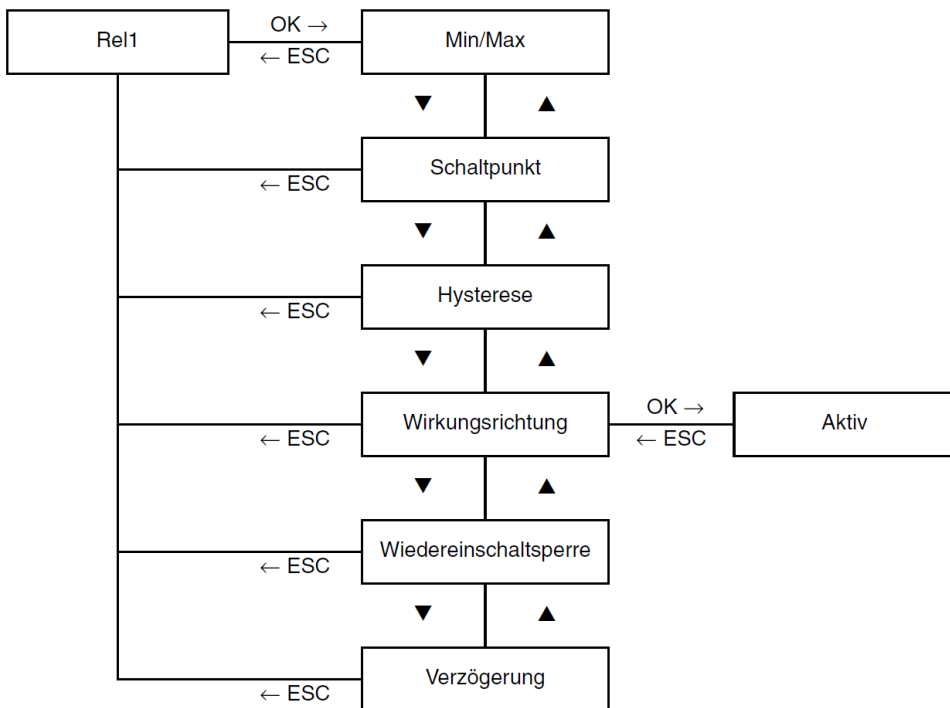 Rel1
OK →
← ESC
Min/Max
▼ ▲
Schaltpunkt
← ESC
▼ ▲
Hysterese
← ESC
▼ ▲
Wirkungsrichtung
← ESC
OK →
← ESC
Aktiv
▼ ▲
Wiedereinschaltsperre
← ESC
▼ ▲
Verzögerung
← ESC